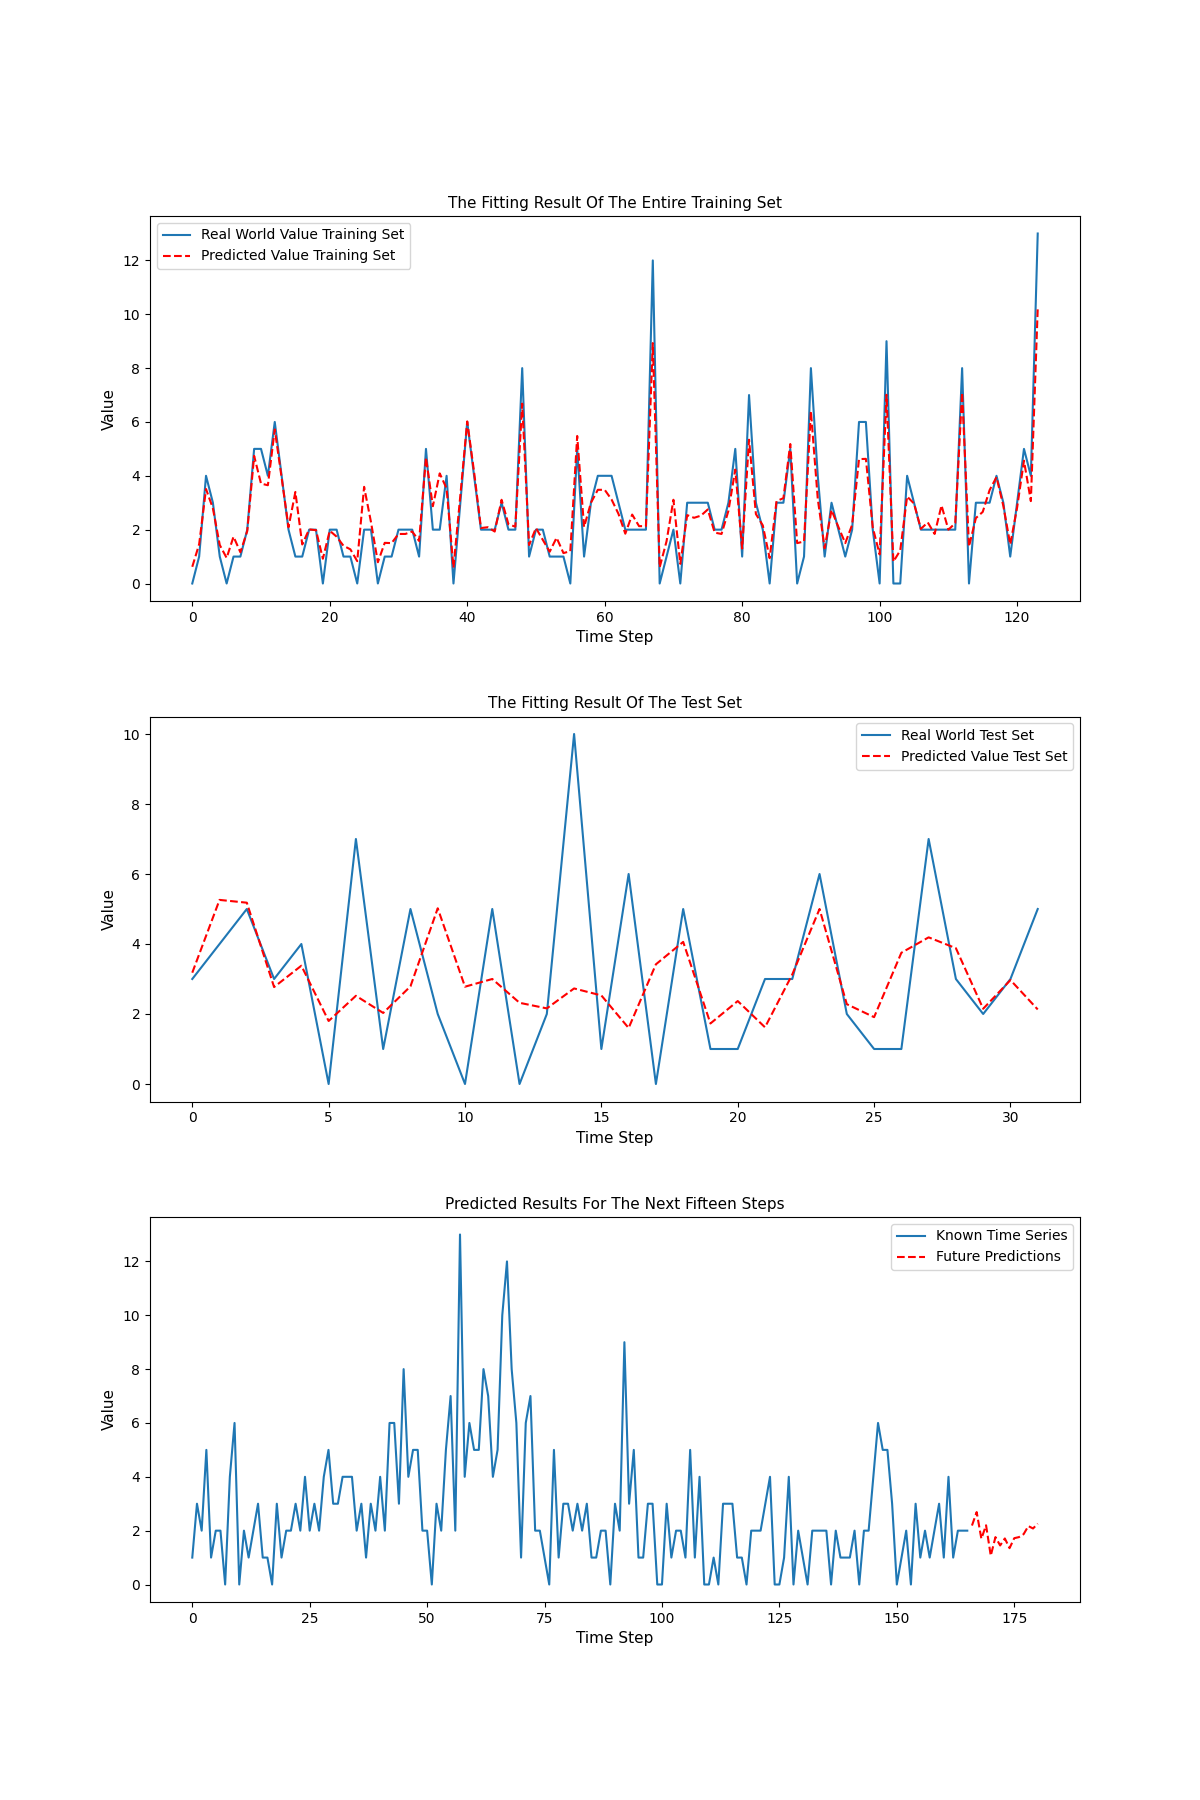 The Fitting Result Of The Entire Training Set
Real World Value Training Set
Predicted Value Training Set
Value
12
10
8
6
4
2
0
0 20 40 60 80 100 120
Time Step
The Fitting Result Of The Test Set
Real World Test Set
Predicted Value Test Set
Value
10
8
6
4
2
0
0 5 10 15 20 25 30
Time Step
Predicted Results For The Next Fifteen Steps
Known Time Series
Future Predictions
Value
12
10
8
6
4
2
0
0 25 50 75 100 125 150 175
Time Step